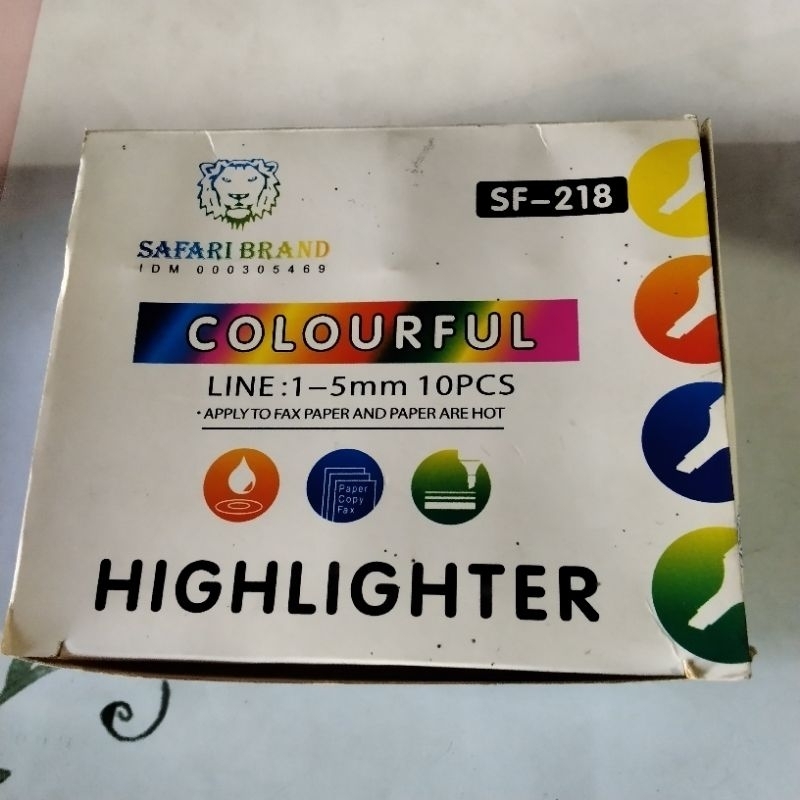 SF-218
SAFARI BRAND
IDM 000305469
COLOURFUL
LINE:1-5mm 10PCS
• APPLY TO FAX PAPER AND PAPER ARE HOT
Paper
Copy
Fax
HIGHLIGHTER